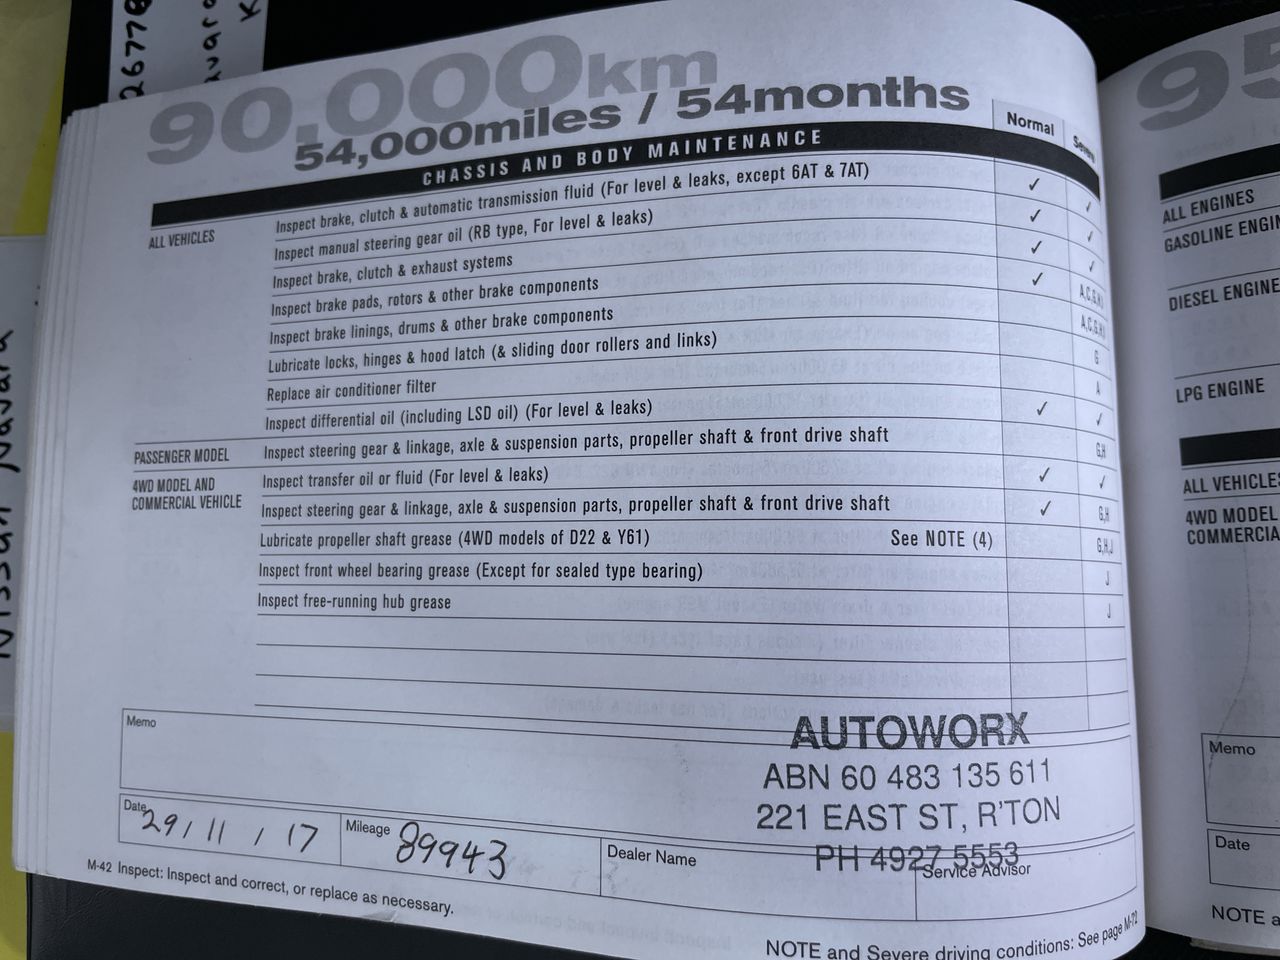 26778
avara
K
Nissan Navara
90,000km
54,000miles / 54months
Normal
Severe
CHASSIS AND BODY MAINTENANCE
ALL VEHICLES
Inspect brake, clutch & automatic transmission fluid (For level & leaks, except 6AT & 7AT) ✓ ✓
Inspect manual steering gear oil (RB type, For level & leaks) ✓ ✓
Inspect brake, clutch & exhaust systems ✓ ✓
Inspect brake pads, rotors & other brake components ✓ A,C,G,H
Inspect brake linings, drums & other brake components A,C,G,H
Lubricate locks, hinges & hood latch (& sliding door rollers and links) G
Replace air conditioner filter A
Inspect differential oil (including LSD oil) (For level & leaks) ✓ ✓
PASSENGER MODEL Inspect steering gear & linkage, axle & suspension parts, propeller shaft & front drive shaft G,H
4WD MODEL AND COMMERCIAL VEHICLE
Inspect transfer oil or fluid (For level & leaks) ✓ ✓
Inspect steering gear & linkage, axle & suspension parts, propeller shaft & front drive shaft ✓ G,H
Lubricate propeller shaft grease (4WD models of D22 & Y61) See NOTE (4) G,H,J
Inspect front wheel bearing grease (Except for sealed type bearing) J
Inspect free-running hub grease J
Memo
AUTOWORX
ABN 60 483 135 611
221 EAST ST, R'TON
PH 4927 5553
Date 29/11/17
Mileage 89943
Dealer Name
Service Advisor
M-42 Inspect: Inspect and correct, or replace as necessary.
NOTE and Severe driving conditions: See page M-72
95
ALL ENGINES
GASOLINE ENGIN
DIESEL ENGINE
LPG ENGINE
ALL VEHICLES
4WD MODEL
COMMERCIA
Memo
Date
NOTE a